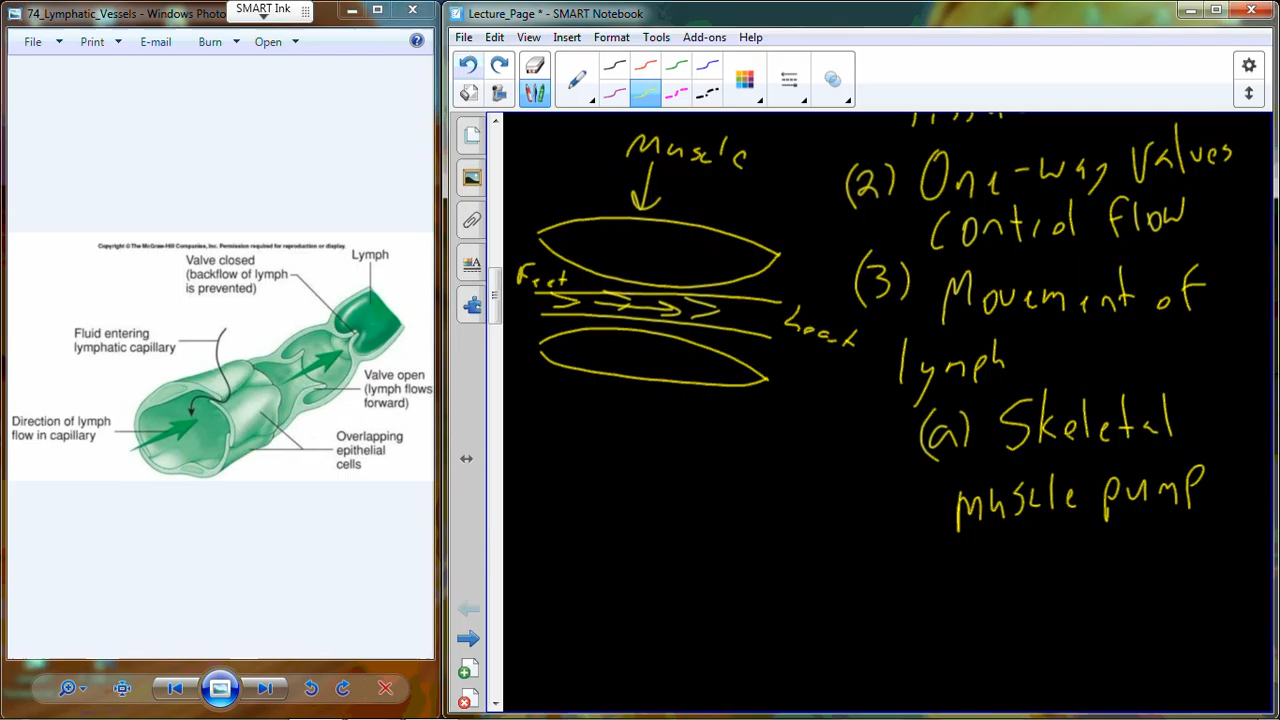 74_Lymphatic_Vessels - Windows Photo
SMART Ink
File Print E-mail Burn Open
Copyright © The McGraw-Hill Companies, Inc. Permission required for reproduction or display.
Valve closed
(backflow of lymph
is prevented)
Lymph
Fluid entering
lymphatic capillary
Valve open
(lymph flows
forward)
Direction of lymph
flow in capillary
Overlapping
epithelial
cells
Lecture_Page * - SMART Notebook
File Edit View Insert Format Tools Add-ons Help
Muscle
Feet
(2) One-way Valves
control flow
(3) Movement of
lymph
(a) Skeletal
muscle pump